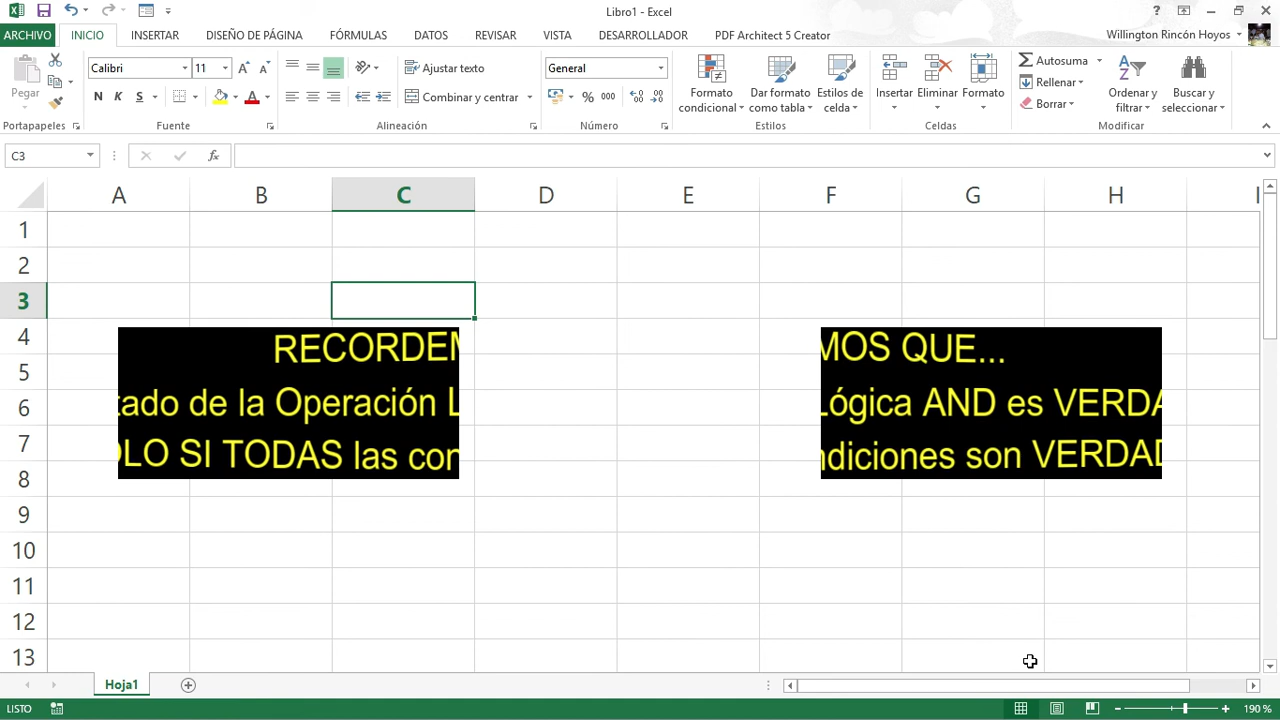 Libro1 - Excel
ARCHIVO INICIO INSERTAR DISEÑO DE PÁGINA FÓRMULAS DATOS REVISAR VISTA DESARROLLADOR PDF Architect 5 Creator Willington Rincón Hoyos
Pegar
Calibri 11
N K S
Ajustar texto
Combinar y centrar
General
% 000
Formato condicional
Dar formato como tabla
Estilos de celda
Insertar
Eliminar
Formato
Autosuma
Rellenar
Borrar
Ordenar y filtrar
Buscar y seleccionar
Portapapeles Fuente Alineación Número Estilos Celdas Modificar
C3
A B C D E F G H I
1
2
3
4
5
6
7
8
9
10
11
12
13
RECORDEM
tado de la Operación L
OLO SI TODAS las con
MOS QUE...
Lógica AND es VERDA
ndiciones son VERDAD
Hoja1
LISTO 190 %